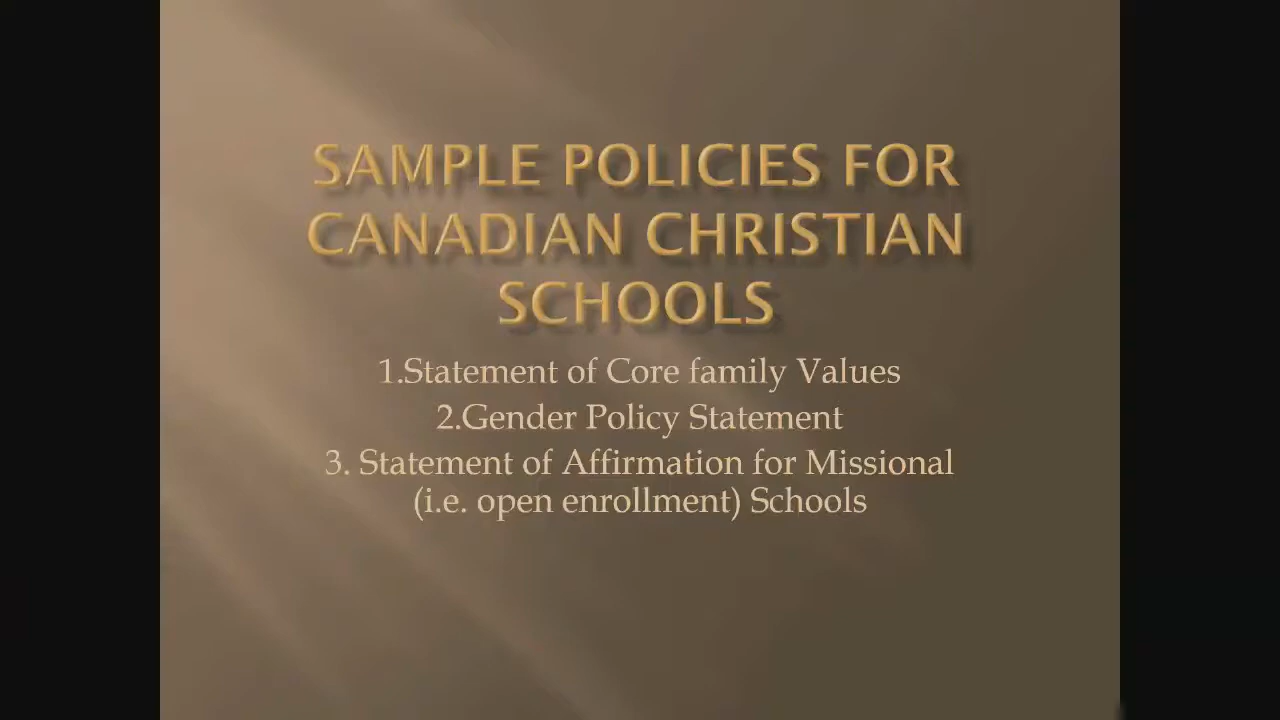 SAMPLE POLICIES FOR
CANADIAN CHRISTIAN
SCHOOLS
1.Statement of Core family Values
2.Gender Policy Statement
3. Statement of Affirmation for Missional
(i.e. open enrollment) Schools